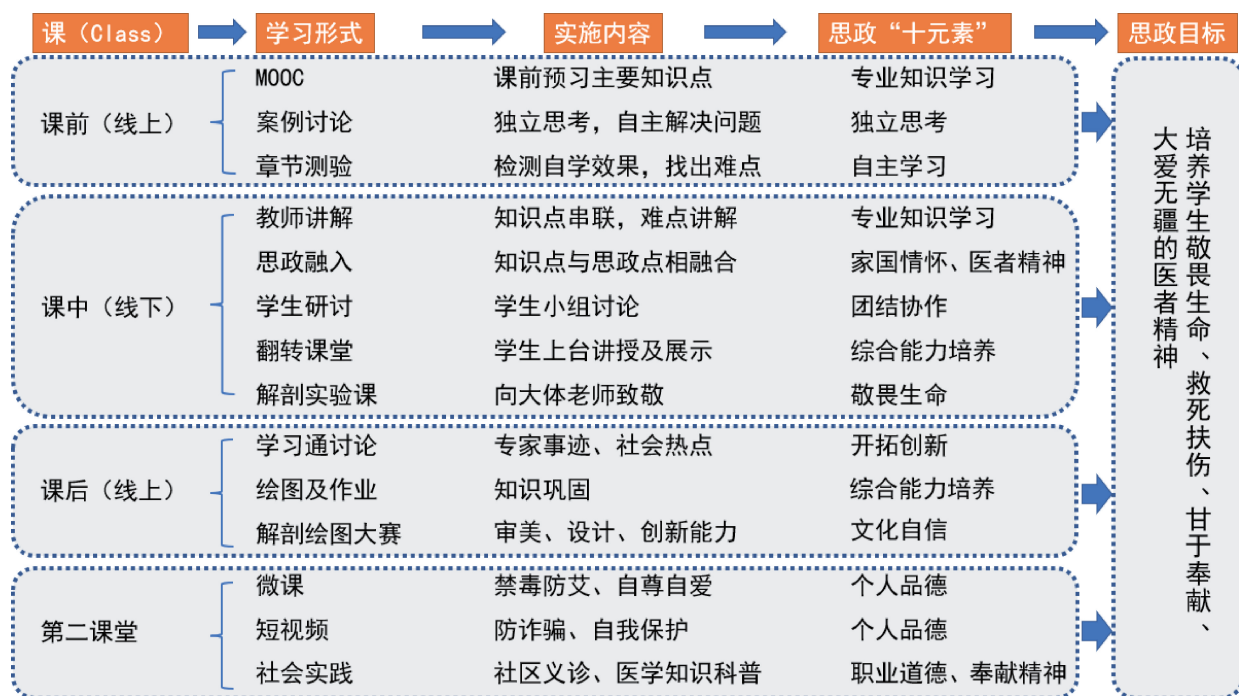 课（Class） 学习形式 实施内容 思政“十元素” 思政目标
MOOC 课前预习主要知识点 专业知识学习
课前（线上） 案例讨论 独立思考，自主解决问题 独立思考
章节测验 检测自学效果，找出难点 自主学习
教师讲解 知识点串联，难点讲解 专业知识学习
思政融入 知识点与思政点相融合 家国情怀、医者精神
课中（线下） 学生研讨 学生小组讨论 团结协作
翻转课堂 学生上台讲授及展示 综合能力培养
解剖实验课 向大体老师致敬 敬畏生命
学习通讨论 专家事迹、社会热点 开拓创新
课后（线上） 绘图及作业 知识巩固 综合能力培养
解剖绘图大赛 审美、设计、创新能力 文化自信
微课 禁毒防艾、自尊自爱 个人品德
第二课堂 短视频 防诈骗、自我保护 个人品德
社会实践 社区义诊、医学知识科普 职业道德、奉献精神
培养学生敬畏生命、救死扶伤、甘于奉献、
大爱无疆的医者精神